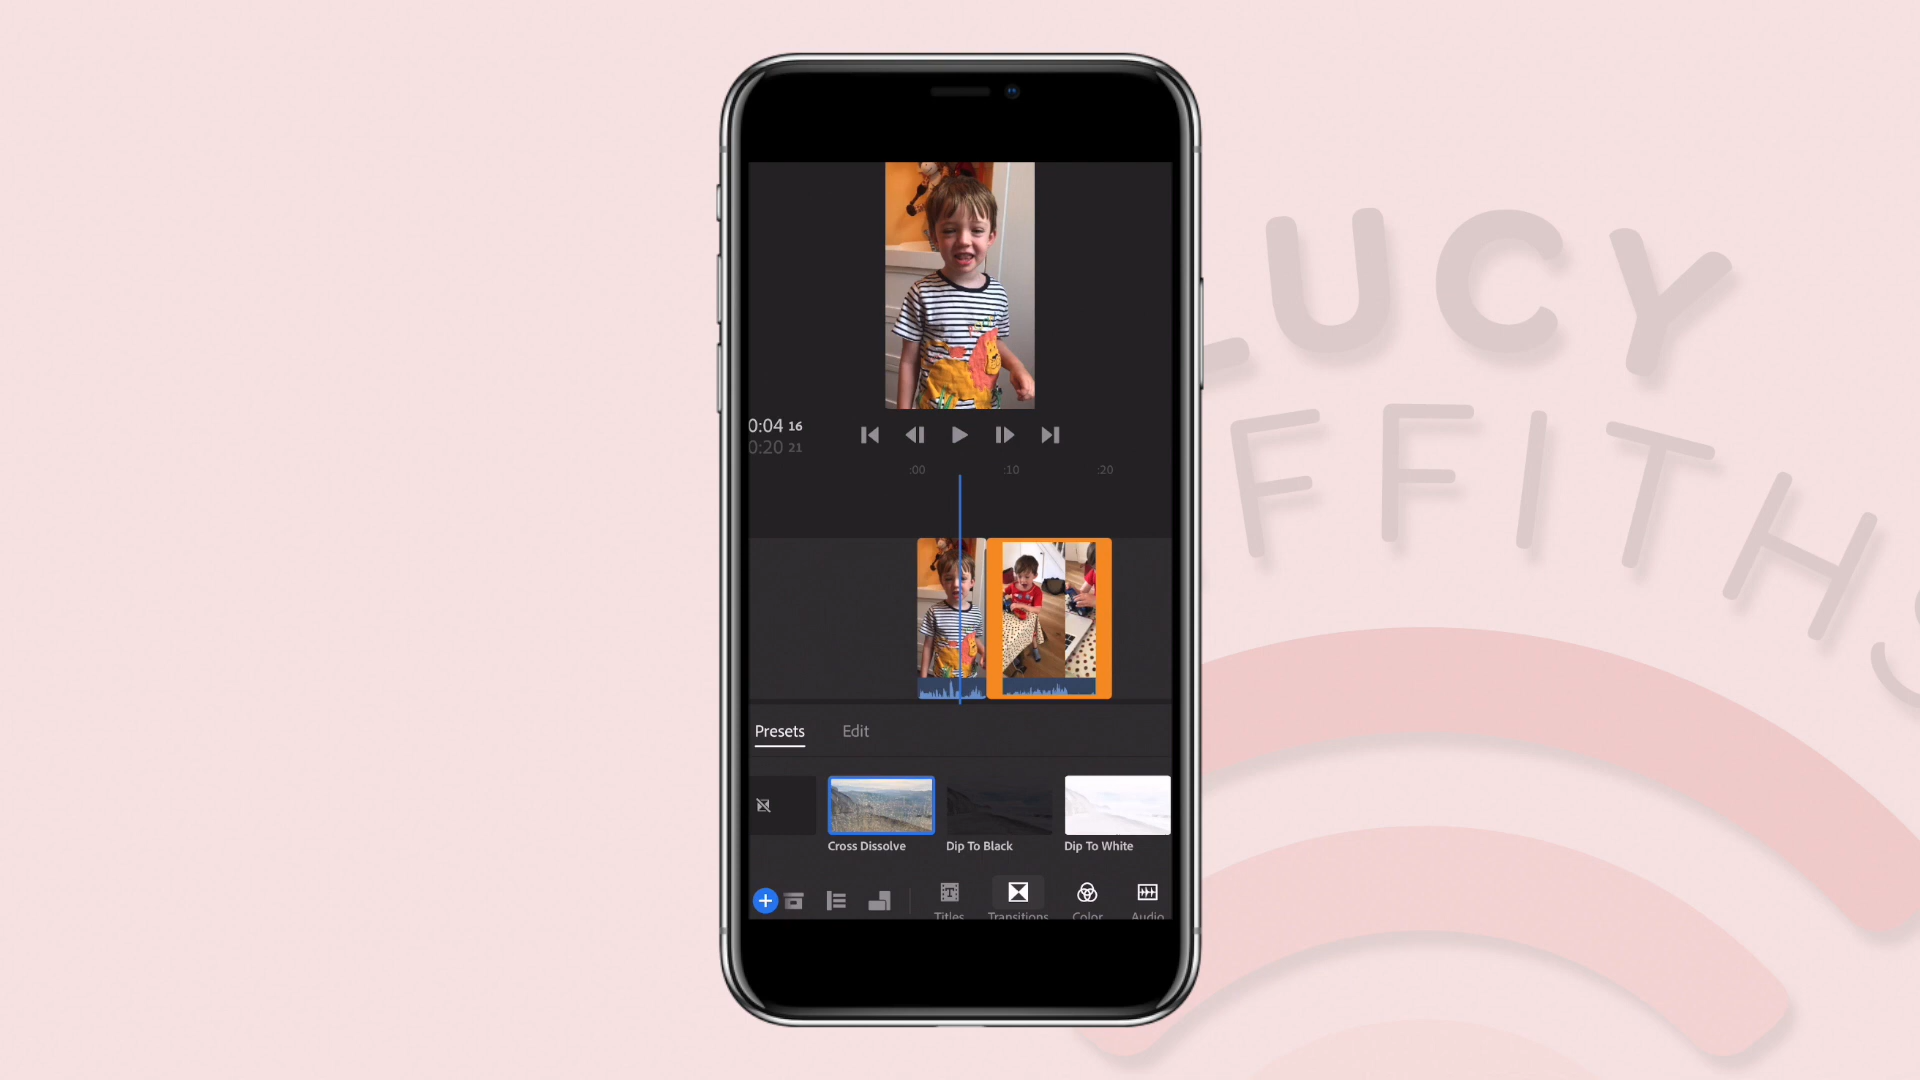 LUCY
FFITHS
0:04 16
0:20 21
:00 :10 :20
Presets Edit
Cross Dissolve Dip To Black Dip To White
Titles Transitions Color Audio